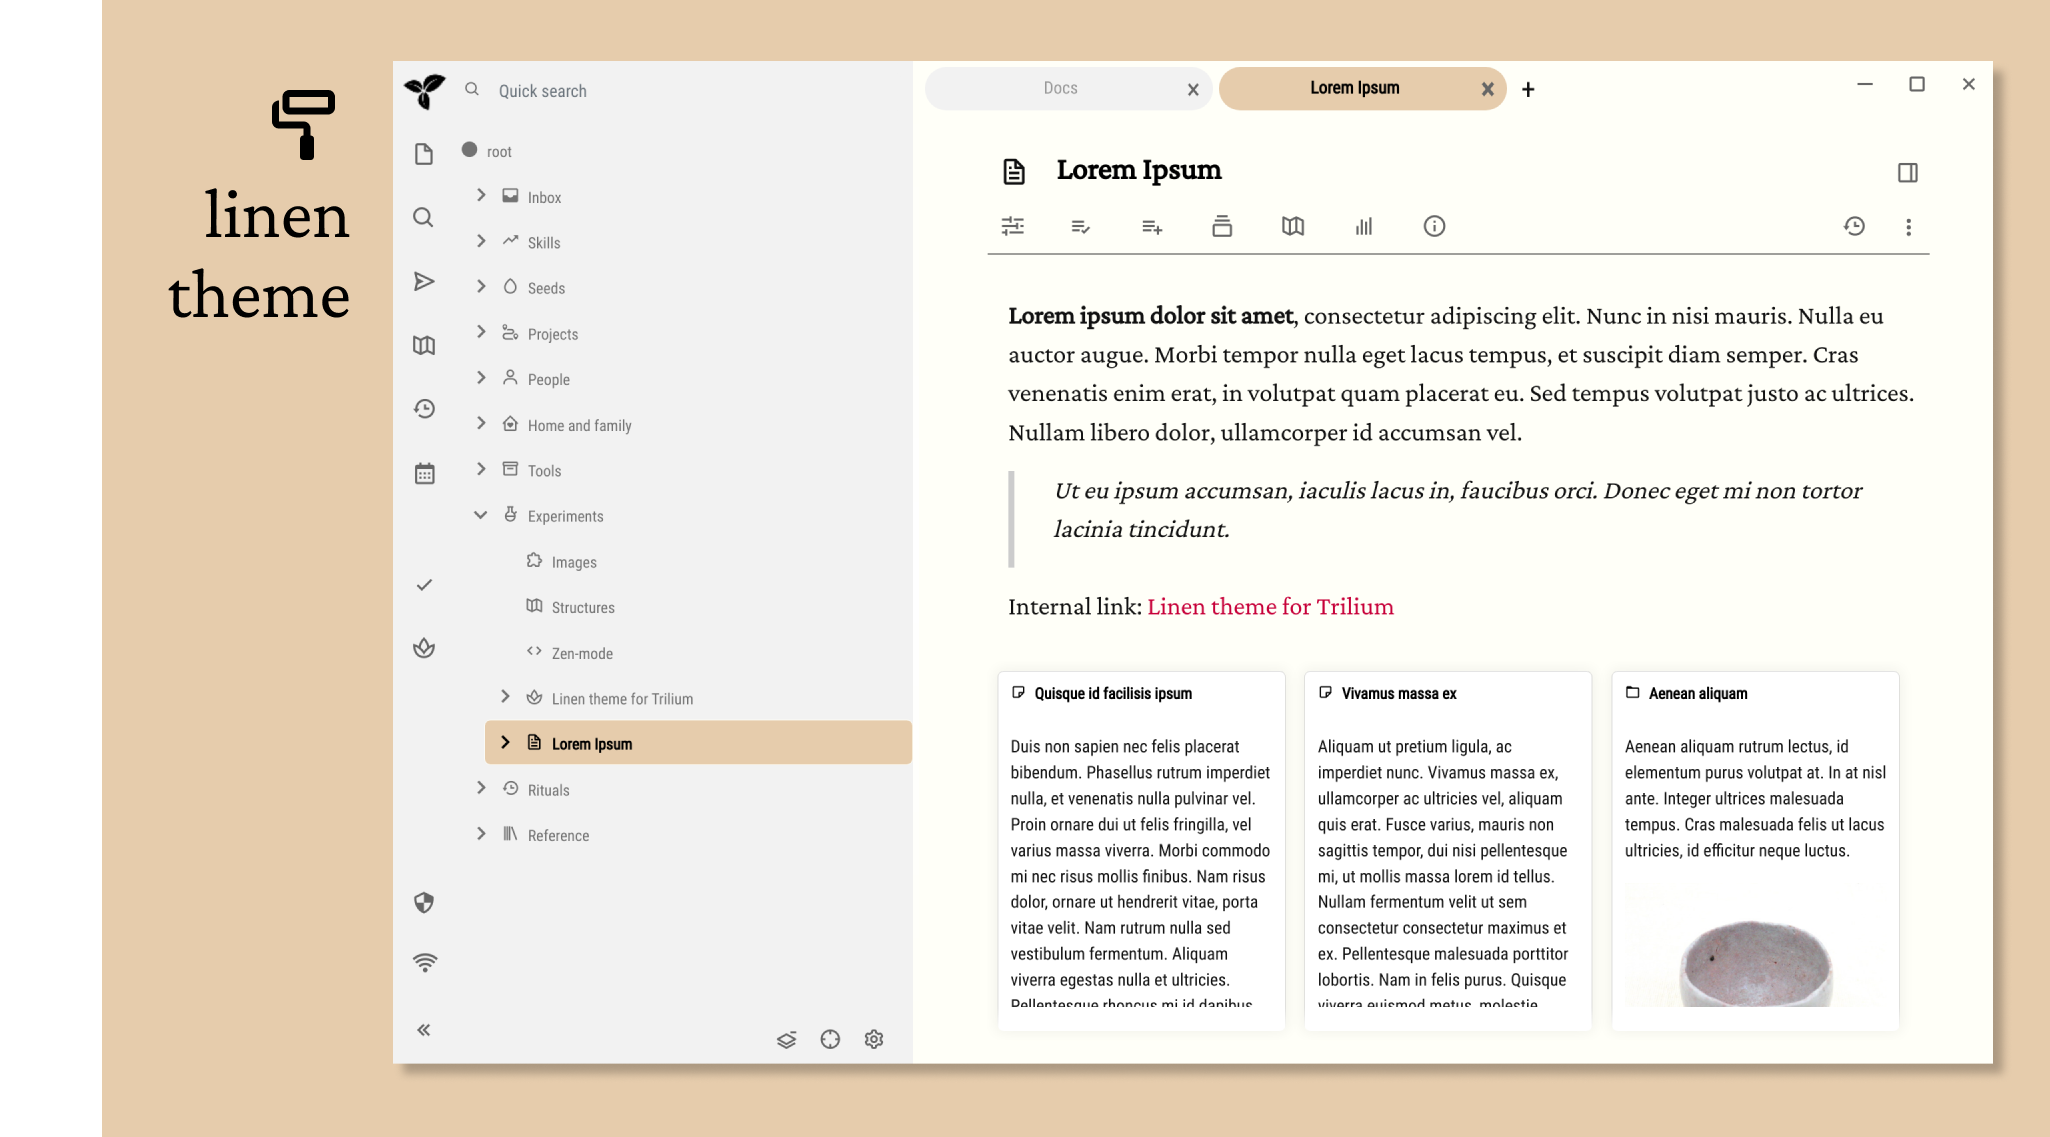 linen
theme
Quick search
root
Inbox
Skills
Seeds
Projects
People
Home and family
Tools
Experiments
Images
Structures
Zen-mode
Linen theme for Trilium
Lorem Ipsum
Rituals
Reference
Docs
Lorem Ipsum
Lorem Ipsum
Lorem ipsum dolor sit amet, consectetur adipiscing elit. Nunc in nisi mauris. Nulla eu
auctor augue. Morbi tempor nulla eget lacus tempus, et suscipit diam semper. Cras
venenatis enim erat, in volutpat quam placerat eu. Sed tempus volutpat justo ac ultrices.
Nullam libero dolor, ullamcorper id accumsan vel.
Ut eu ipsum accumsan, iaculis lacus in, faucibus orci. Donec eget mi non tortor
lacinia tincidunt.
Internal link: Linen theme for Trilium
Quisque id facilisis ipsum
Duis non sapien nec felis placerat
bibendum. Phasellus rutrum imperdiet
nulla, et venenatis nulla pulvinar vel.
Proin ornare dui ut felis fringilla, vel
varius massa viverra. Morbi commodo
mi nec risus mollis finibus. Nam risus
dolor, ornare ut hendrerit vitae, porta
vitae velit. Nam rutrum nulla sed
vestibulum fermentum. Aliquam
viverra egestas nulla et ultricies.
Pellentesque rhoncus mi id dapibus
Vivamus massa ex
Aliquam ut pretium ligula, ac
imperdiet nunc. Vivamus massa ex,
ullamcorper ac ultricies vel, aliquam
quis erat. Fusce varius, mauris non
sagittis tempor, dui nisi pellentesque
mi, ut mollis massa lorem id tellus.
Nullam fermentum velit ut sem
consectetur consectetur maximus et
ex. Pellentesque malesuada porttitor
lobortis. Nam in felis purus. Quisque
viverra euismod metus, molestie
Aenean aliquam
Aenean aliquam rutrum lectus, id
elementum purus volutpat at. In at nisl
ante. Integer ultrices malesuada
tempus. Cras malesuada felis ut lacus
ultricies, id efficitur neque luctus.